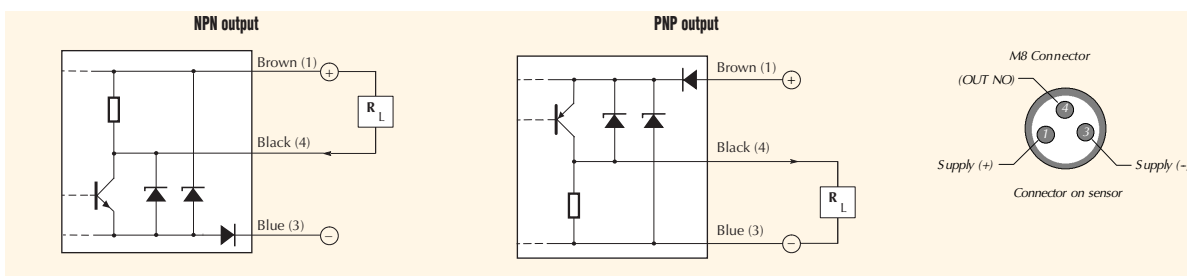 NPN output
Brown (1)
+
R L
Black (4)
Blue (3)
−
PNP output
Brown (1)
+
Black (4)
R L
Blue (3)
−
M8 Connector
(OUT NO)
4
1
3
Supply (+)
Supply (−
Connector on sensor